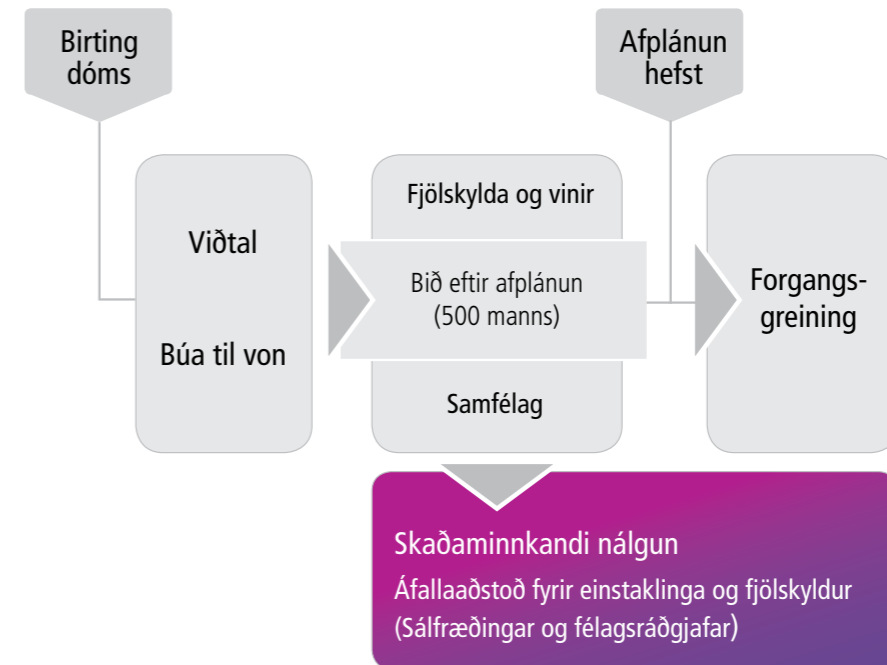 Birting
dóms
Afplánun
hefst
Viðtal
Búa til von
Fjölskylda og vinir
Bið eftir afplánun
(500 manns)
Samfélag
Forgangs-
greining
Skaðaminnkandi nálgun
Áfallaaðstoð fyrir einstaklinga og fjölskyldur
(Sálfræðingar og félagsráðgjafar)